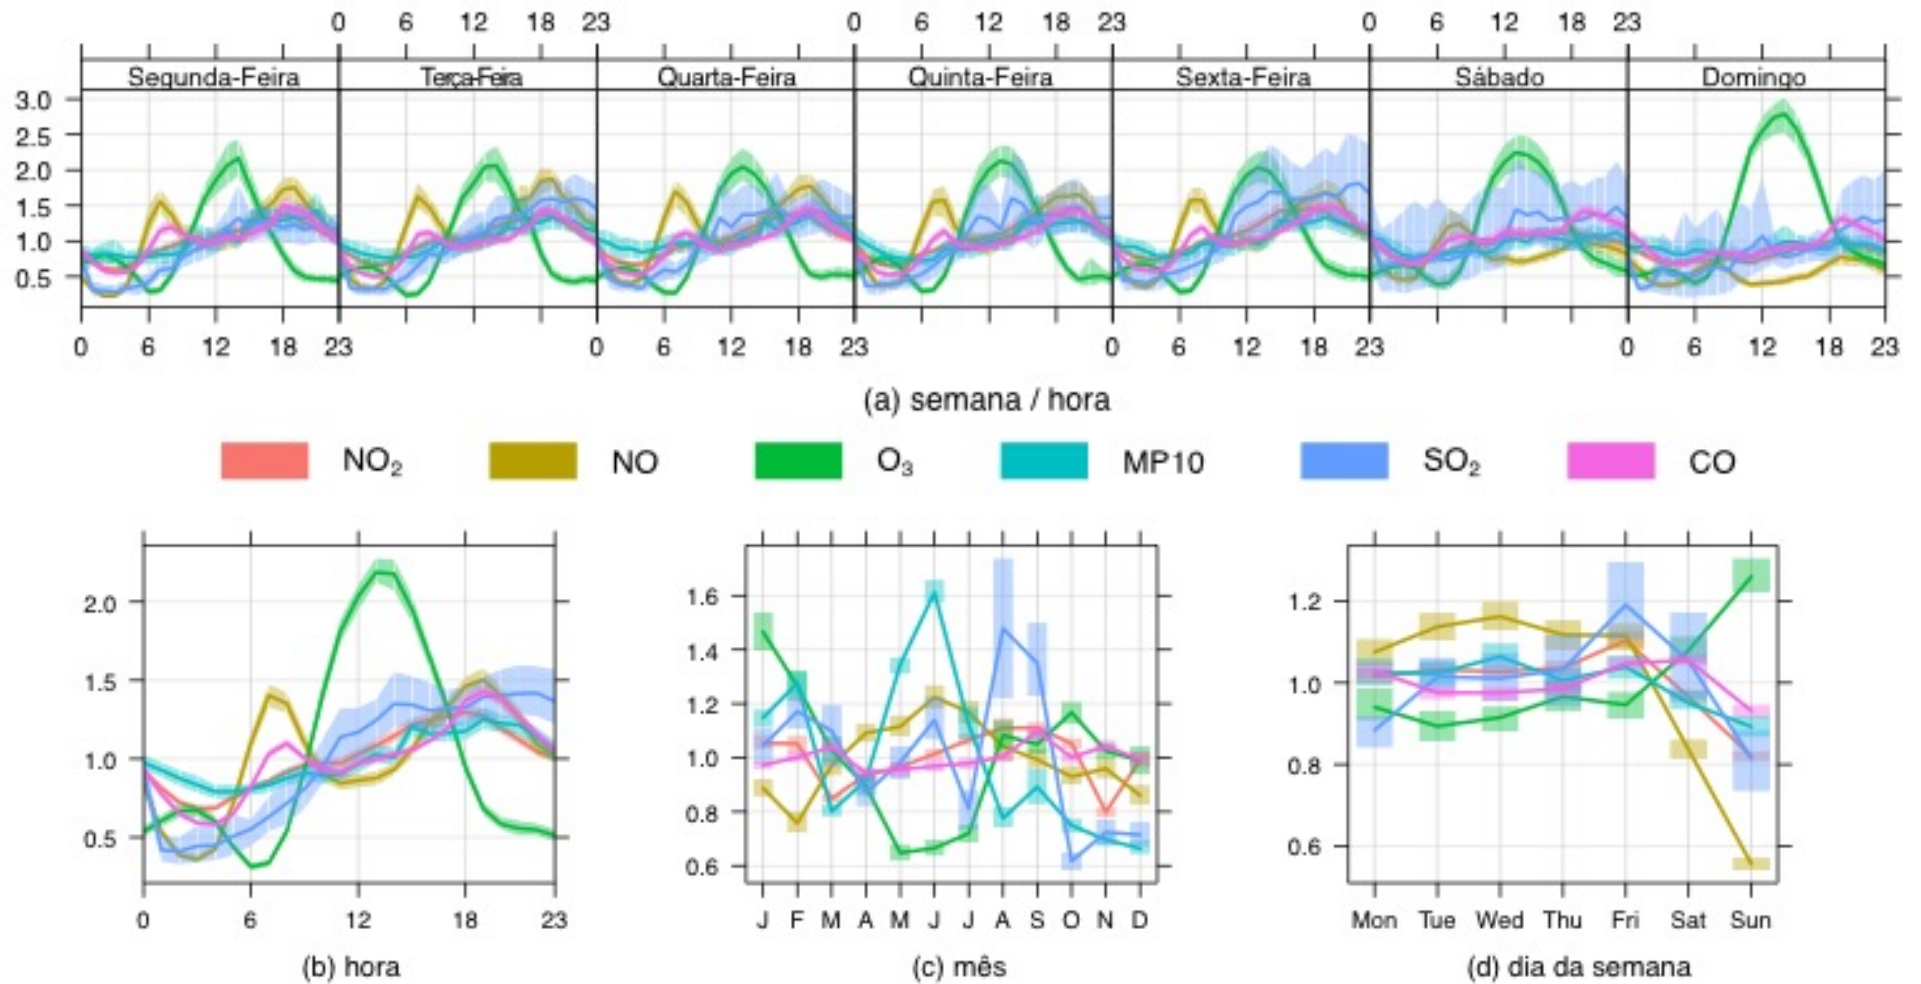 0 6 12 18 23 0 6 12 18 23 0 6 12 18 23
Segunda-Feira Terça-Feira Quarta-Feira Quinta-Feira Sexta-Feira Sábado Domingo
3.0
2.5
2.0
1.5
1.0
0.5
0 6 12 18 23 0 6 12 18 23 0 6 12 18 23 0 6 12 18 23
(a) semana / hora
NO₂ NO O₃ MP10 SO₂ CO
2.0
1.5
1.0
0.5
0 6 12 18 23
(b) hora
1.6
1.4
1.2
1.0
0.8
0.6
J F M A M J J A S O N D
(c) mês
1.2
1.0
0.8
0.6
Mon Tue Wed Thu Fri Sat Sun
(d) dia da semana